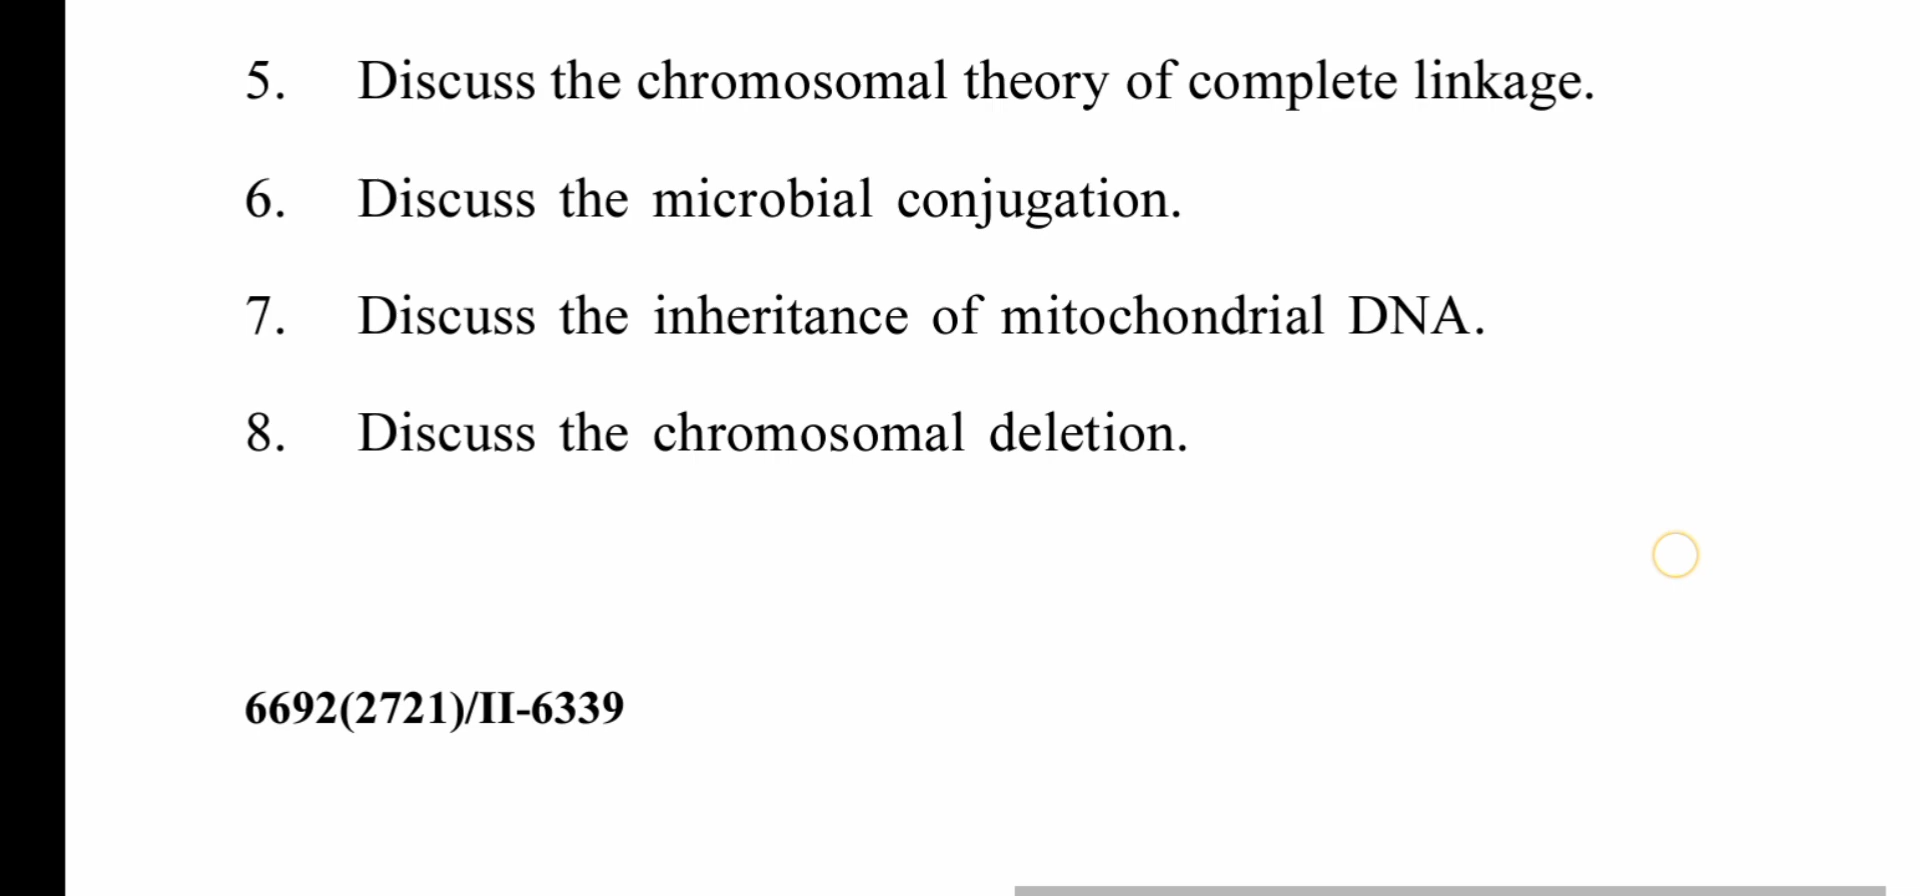 5. Discuss the chromosomal theory of complete linkage.
6. Discuss the microbial conjugation.
7. Discuss the inheritance of mitochondrial DNA.
8. Discuss the chromosomal deletion.
6692(2721)/II-6339